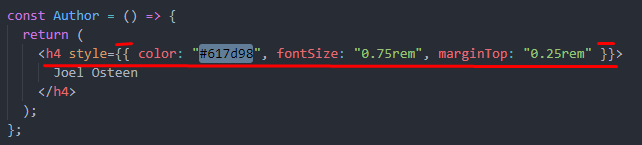 const Author = () => {
return (
<h4 style={{ color: "#617d98", fontSize: "0.75rem", marginTop: "0.25rem" }}>
Joel Osteen
</h4>
);
};